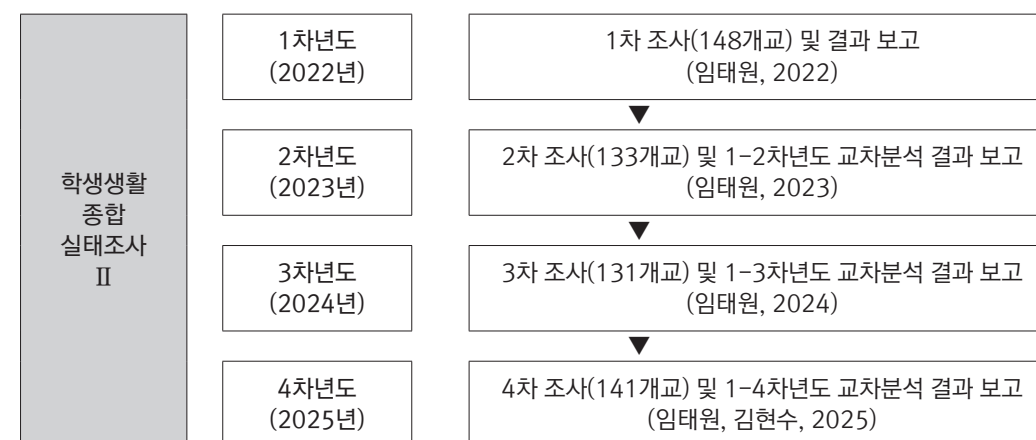 학생생활
종합
실태조사
Ⅱ
1차년도
(2022년)
1차 조사(148개교) 및 결과 보고
(임태원, 2022)
▼
2차년도
(2023년)
2차 조사(133개교) 및 1-2차년도 교차분석 결과 보고
(임태원, 2023)
▼
3차년도
(2024년)
3차 조사(131개교) 및 1-3차년도 교차분석 결과 보고
(임태원, 2024)
▼
4차년도
(2025년)
4차 조사(141개교) 및 1-4차년도 교차분석 결과 보고
(임태원, 김현수, 2025)